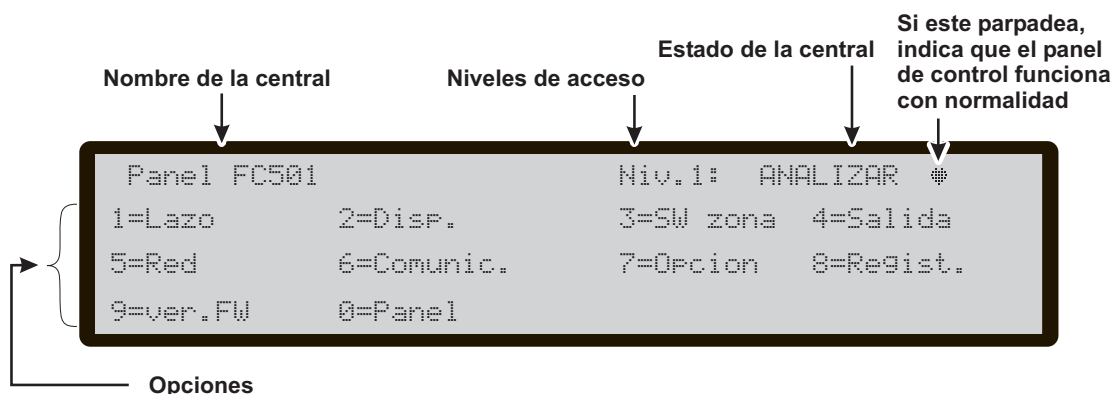 Si este parpadea,
indica que el panel
de control funciona
con normalidad
Estado de la central
Nombre de la central
Niveles de acceso
Panel FC501 Niv.1: ANALIZAR
1=Lazo 2=Disp. 3=SW zona 4=Salida
5=Red 6=Comunic. 7=Opcion 8=Regist.
9=ver.FW 0=Panel
Opciones